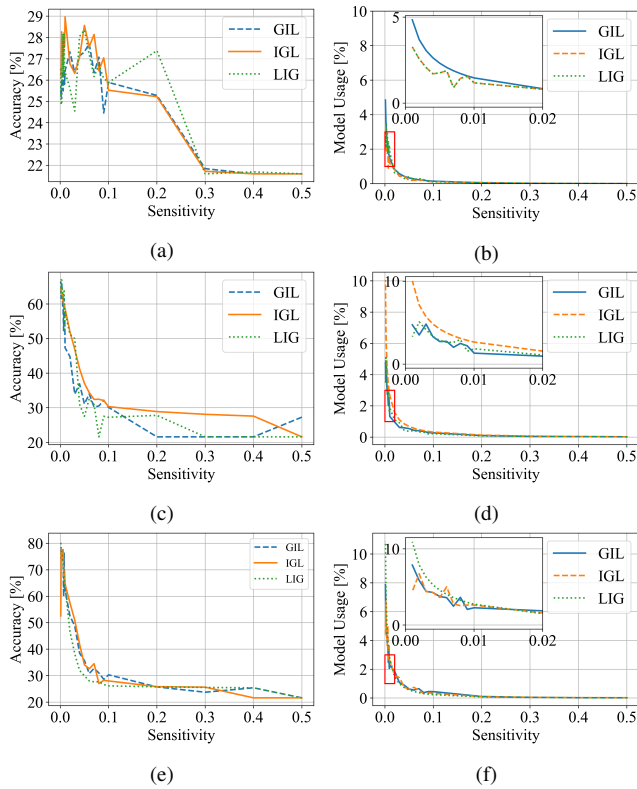 29
28
27
26
25
24
23
22
Accuracy [%]
0.0 0.1 0.2 0.3 0.4 0.5
Sensitivity
GIL
IGL
LIG
(a)
10
8
6
4
2
0
Model Usage [%]
0.0 0.1 0.2 0.3 0.4 0.5
Sensitivity
5
0
0.00 0.01 0.02
GIL
IGL
LIG
(b)
60
50
40
30
20
Accuracy [%]
0.0 0.1 0.2 0.3 0.4 0.5
Sensitivity
GIL
IGL
LIG
(c)
10
8
6
4
2
0
Model Usage [%]
0.0 0.1 0.2 0.3 0.4 0.5
Sensitivity
10
0
0.00 0.01 0.02
GIL
IGL
LIG
(d)
80
70
60
50
40
30
20
Accuracy [%]
0.0 0.1 0.2 0.3 0.4 0.5
Sensitivity
GIL
IGL
LIG
(e)
10
8
6
4
2
0
Model Usage [%]
0.0 0.1 0.2 0.3 0.4 0.5
Sensitivity
10
0
0.00 0.01 0.02
GIL
IGL
LIG
(f)